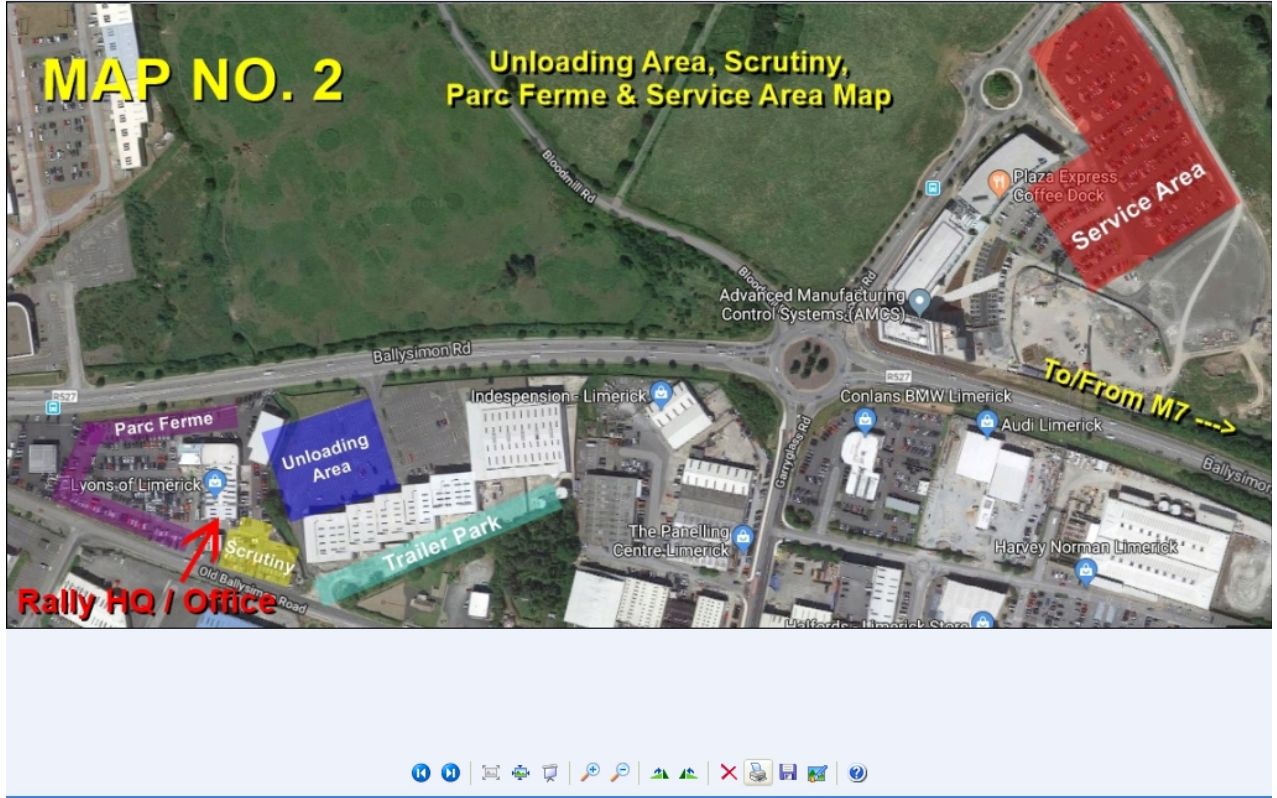 MAP NO. 2
Unloading Area, Scrutiny,
Parc Ferme & Service Area Map
Bloodmill Rd
Plaza Express
Coffee Dock
Service Area
Advanced Manufacturing
Control Systems (AMCS)
Ballysimon Rd
R527
R527
To/From M7 --->
Indespension - Limerick
Conlans BMW Limerick
Audi Limerick
Parc Ferme
Unloading
Area
Garryglass Rd
Ballysimon
Lyons of Limerick
Trailer Park
The Panelling
Centre Limerick
Harvey Norman Limerick
Scrutiny
Old Ballysimon Road
Rally HQ / Office
Halfords - Limerick Store